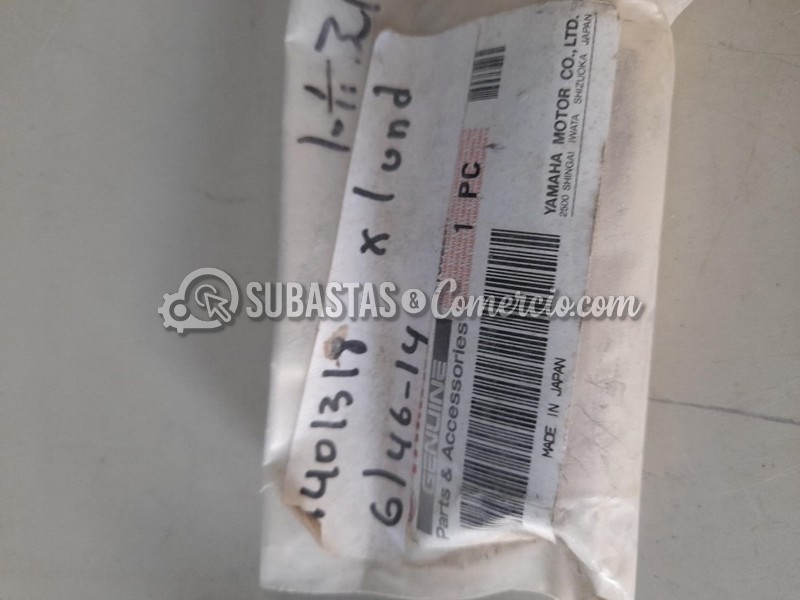 1401318 x 1 und
6146-14
GENUINE
Parts & Accessories
1 PC
MADE IN JAPAN
YAMAHA MOTOR CO., LTD.
2500 SHINGAI IWATA SHIZUOKA JAPAN
SUBASTAS&Comercio.com